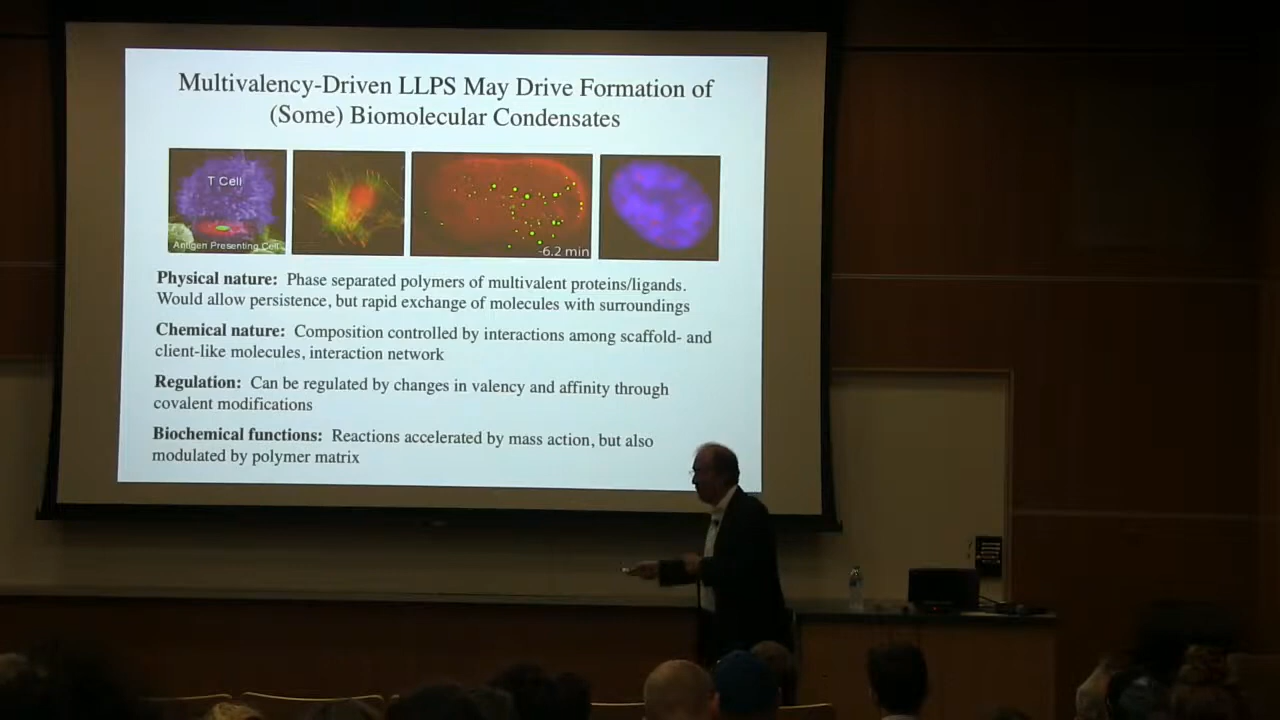 Multivalency-Driven LLPS May Drive Formation of
(Some) Biomolecular Condensates
T Cell
Antigen Presenting Cell
-6.2 min
Physical nature: Phase separated polymers of multivalent proteins/ligands.
Would allow persistence, but rapid exchange of molecules with surroundings
Chemical nature: Composition controlled by interactions among scaffold- and
client-like molecules, interaction network
Regulation: Can be regulated by changes in valency and affinity through
covalent modifications
Biochemical functions: Reactions accelerated by mass action, but also
modulated by polymer matrix